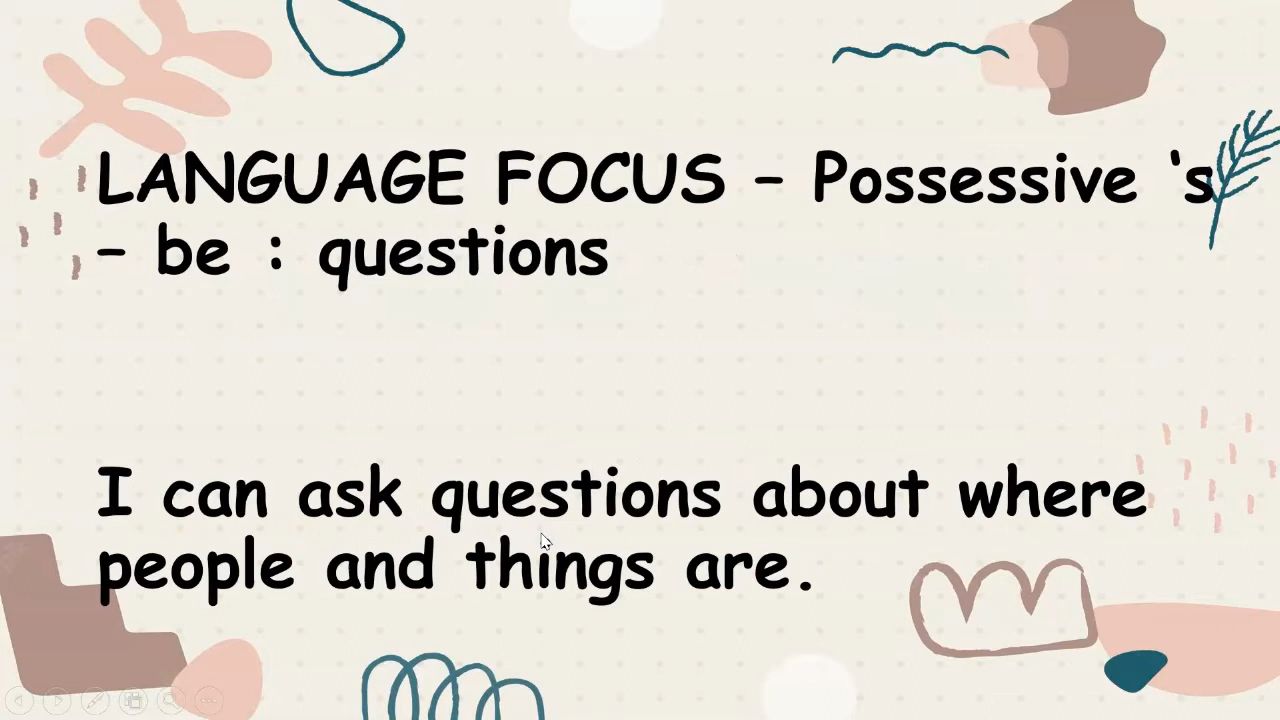 LANGUAGE FOCUS – Possessive ‘s
– be : questions
I can ask questions about where
people and things are.